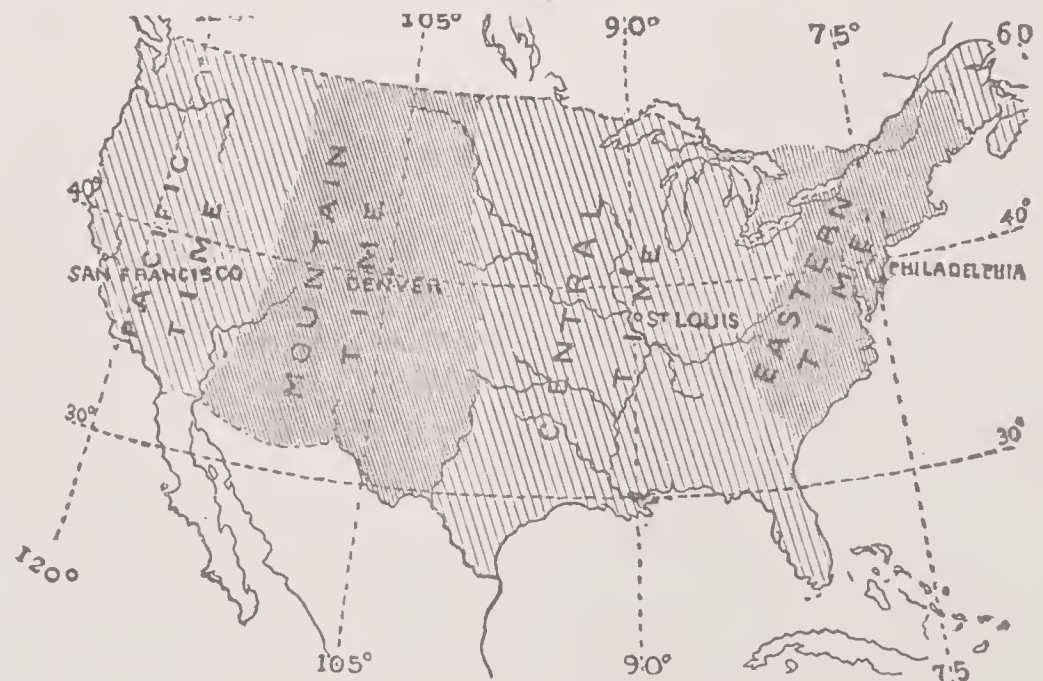 105°
90°
75°
60
40°
40°
PACIFIC
TIME
MOUNTAIN
TIME
CENTRAL
TIME
EASTERN
TIME
SAN FRANCISCO
DENVER
ST LOUIS
PHILADELPHIA
30°
30°
120°
105°
90°
75